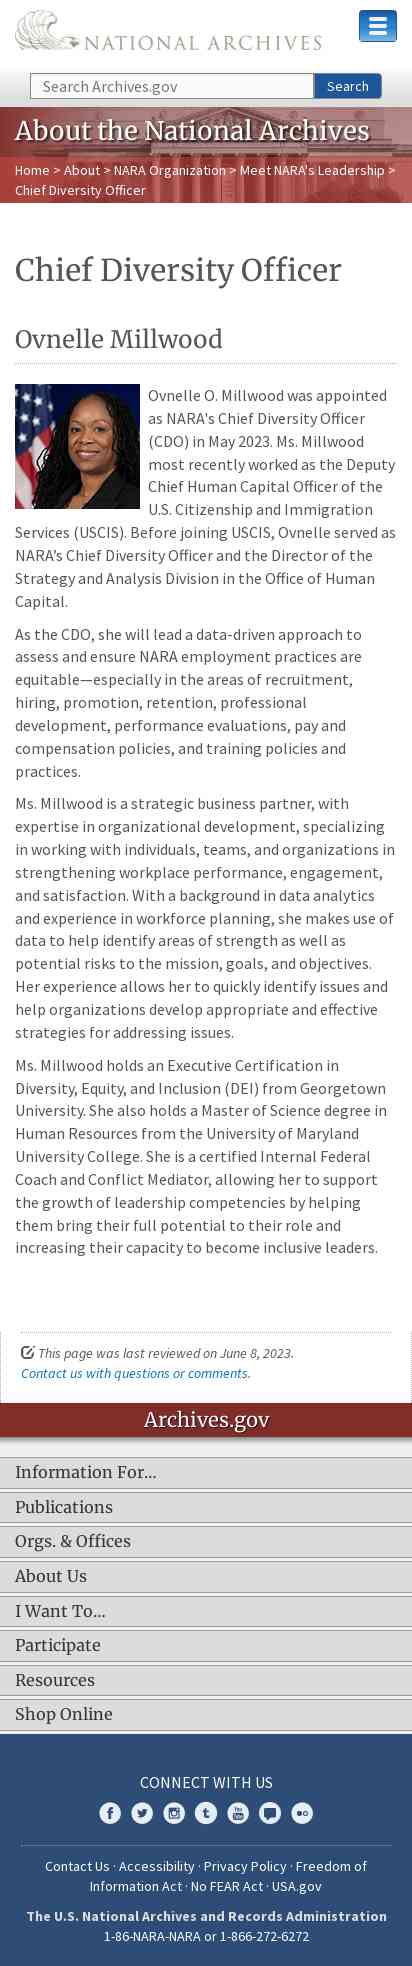 NATIONAL ARCHIVES
Search Archives.gov
Search
About the National Archives
Home > About > NARA Organization > Meet NARA's Leadership >
Chief Diversity Officer
Chief Diversity Officer
Ovnelle Millwood
Ovnelle O. Millwood was appointed
as NARA's Chief Diversity Officer
(CDO) in May 2023. Ms. Millwood
most recently worked as the Deputy
Chief Human Capital Officer of the
U.S. Citizenship and Immigration
Services (USCIS). Before joining USCIS, Ovnelle served as
NARA’s Chief Diversity Officer and the Director of the
Strategy and Analysis Division in the Office of Human
Capital.
As the CDO, she will lead a data-driven approach to
assess and ensure NARA employment practices are
equitable—especially in the areas of recruitment,
hiring, promotion, retention, professional
development, performance evaluations, pay and
compensation policies, and training policies and
practices.
Ms. Millwood is a strategic business partner, with
expertise in organizational development, specializing
in working with individuals, teams, and organizations in
strengthening workplace performance, engagement,
and satisfaction. With a background in data analytics
and experience in workforce planning, she makes use of
data to help identify areas of strength as well as
potential risks to the mission, goals, and objectives.
Her experience allows her to quickly identify issues and
help organizations develop appropriate and effective
strategies for addressing issues.
Ms. Millwood holds an Executive Certification in
Diversity, Equity, and Inclusion (DEI) from Georgetown
University. She also holds a Master of Science degree in
Human Resources from the University of Maryland
University College. She is a certified Internal Federal
Coach and Conflict Mediator, allowing her to support
the growth of leadership competencies by helping
them bring their full potential to their role and
increasing their capacity to become inclusive leaders.
This page was last reviewed on June 8, 2023.
Contact us with questions or comments.
Archives.gov
Information For…
Publications
Orgs. & Offices
About Us
I Want To…
Participate
Resources
Shop Online
CONNECT WITH US
Contact Us · Accessibility · Privacy Policy · Freedom of
Information Act · No FEAR Act · USA.gov
The U.S. National Archives and Records Administration
1-86-NARA-NARA or 1-866-272-6272